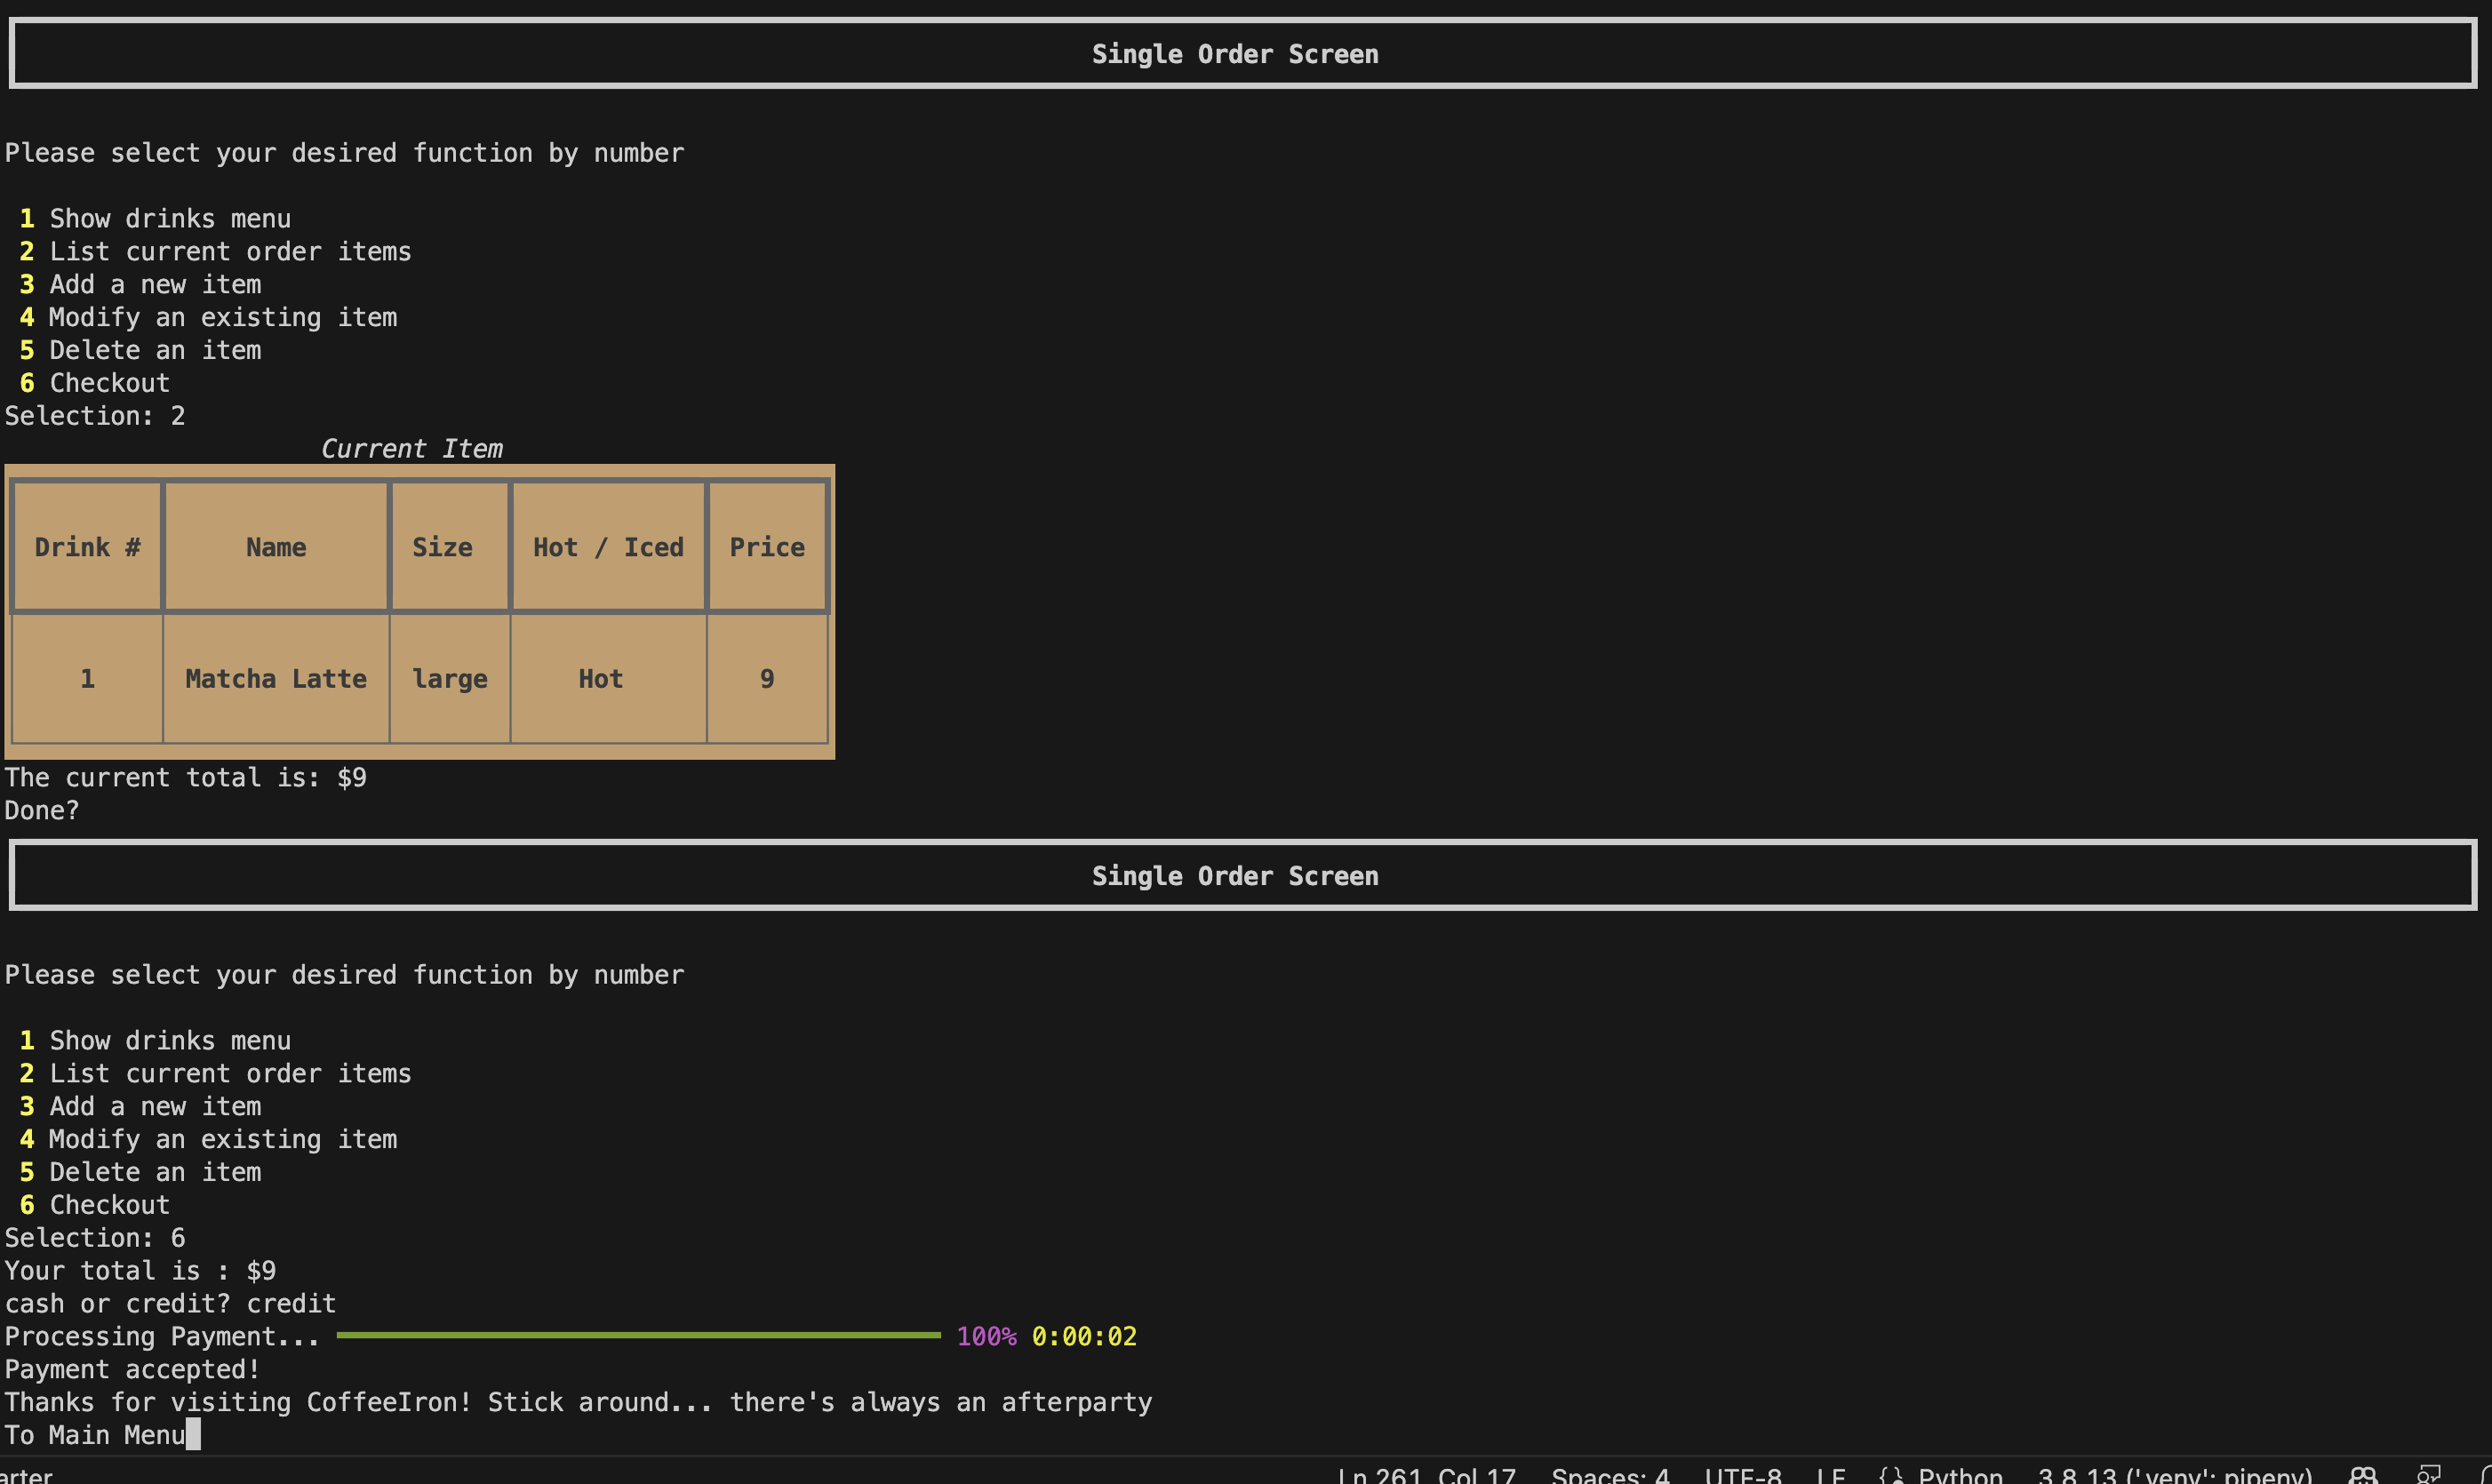 Single Order Screen
Please select your desired function by number
1 Show drinks menu
2 List current order items
3 Add a new item
4 Modify an existing item
5 Delete an item
6 Checkout
Selection: 2
Current Item
Drink # Name Size Hot / Iced Price
1 Matcha Latte large Hot 9
The current total is: $9
Done?
Single Order Screen
Please select your desired function by number
1 Show drinks menu
2 List current order items
3 Add a new item
4 Modify an existing item
5 Delete an item
6 Checkout
Selection: 6
Your total is : $9
cash or credit? credit
Processing Payment... 100% 0:00:02
Payment accepted!
Thanks for visiting CoffeeIron! Stick around... there's always an afterparty
To Main Menu
arter Ln 261, Col 17 Spaces: 4 UTF-8 LF Python 3.8.13 ('.venv': pipenv)